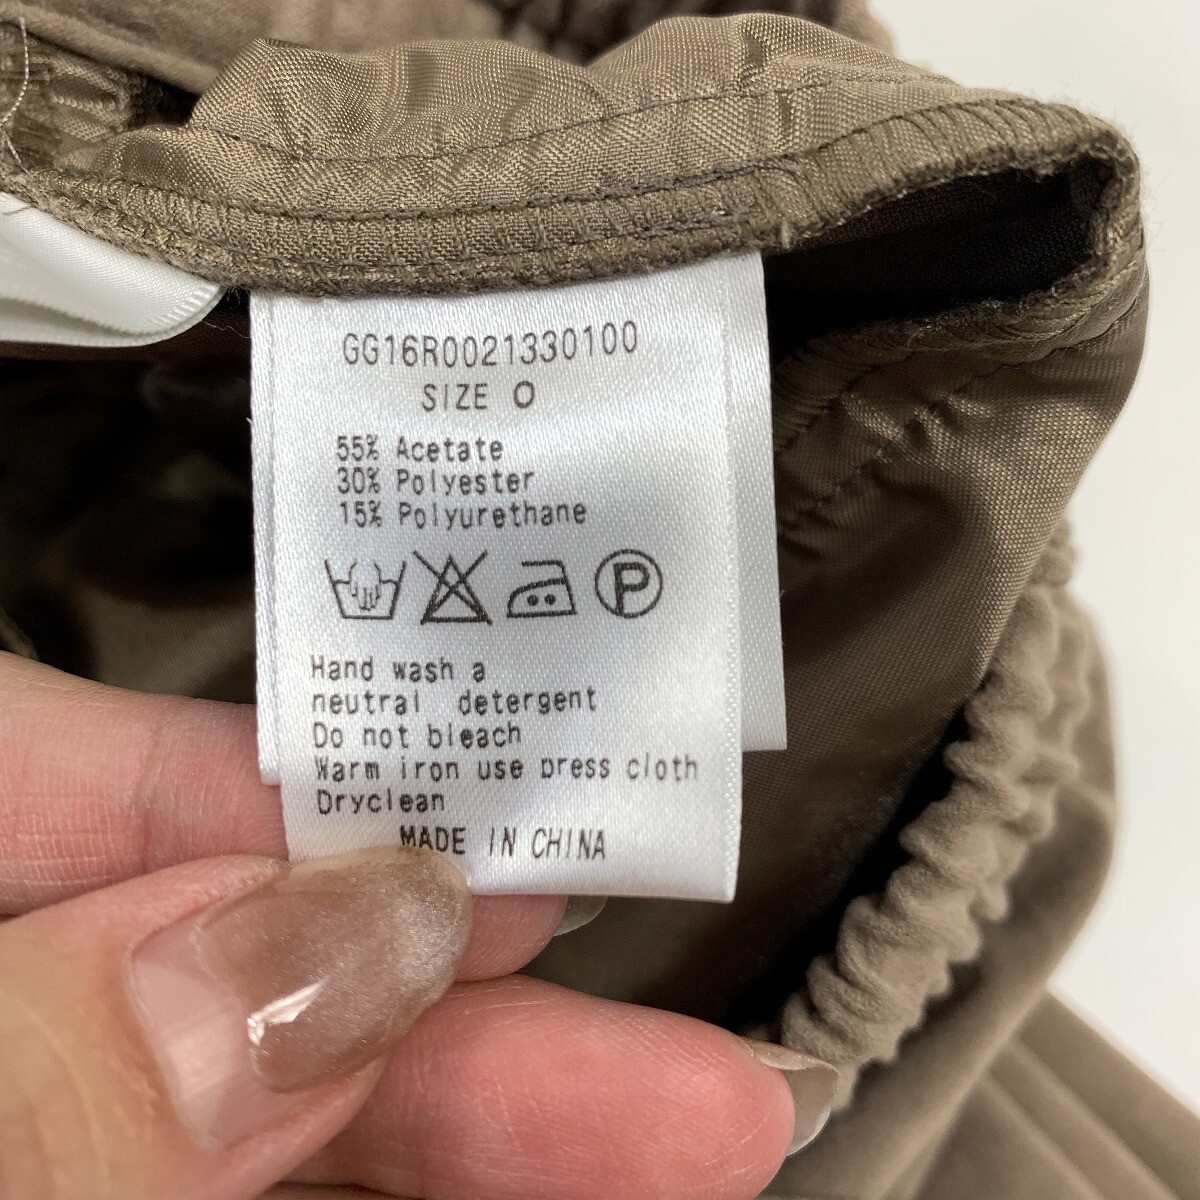 GG16R0021330100
SIZE 0
55% Acetate
30% Polyester
15% Polyurethane
P
Hand wash a
neutral detergent
Do not bleach
Warm iron use press cloth
Dryclean
MADE IN CHINA